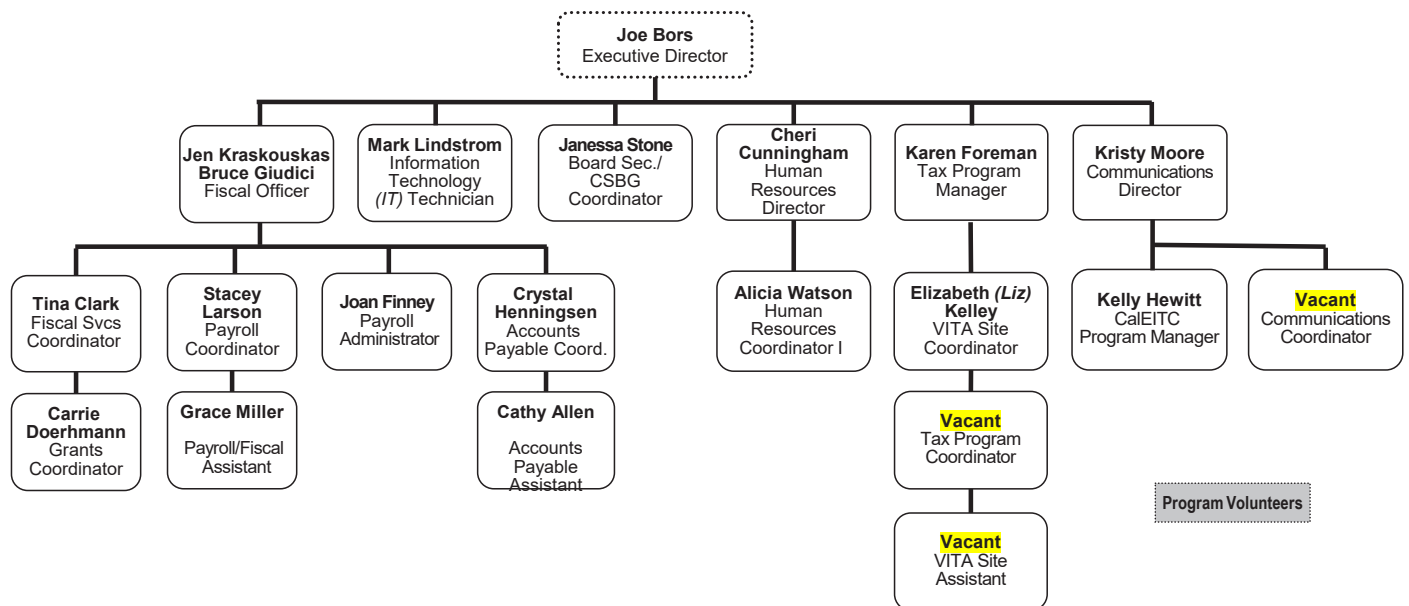 Joe Bors
Executive Director
Jen Kraskouskas
Bruce Giudici
Fiscal Officer
Mark Lindstrom
Information
Technology
(IT) Technician
Janessa Stone
Board Sec./
CSBG
Coordinator
Cheri
Cunningham
Human
Resources
Director
Karen Foreman
Tax Program
Manager
Kristy Moore
Communications
Director
Tina Clark
Fiscal Svcs
Coordinator
Stacey
Larson
Payroll
Coordinator
Joan Finney
Payroll
Administrator
Crystal
Henningsen
Accounts
Payable Coord.
Alicia Watson
Human
Resources
Coordinator I
Elizabeth (Liz)
Kelley
VITA Site
Coordinator
Kelly Hewitt
CalEITC
Program Manager
Vacant
Communications
Coordinator
Carrie
Doerhmann
Grants
Coordinator
Grace Miller
Payroll/Fiscal
Assistant
Cathy Allen
Accounts
Payable
Assistant
Vacant
Tax Program
Coordinator
Program Volunteers
Vacant
VITA Site
Assistant